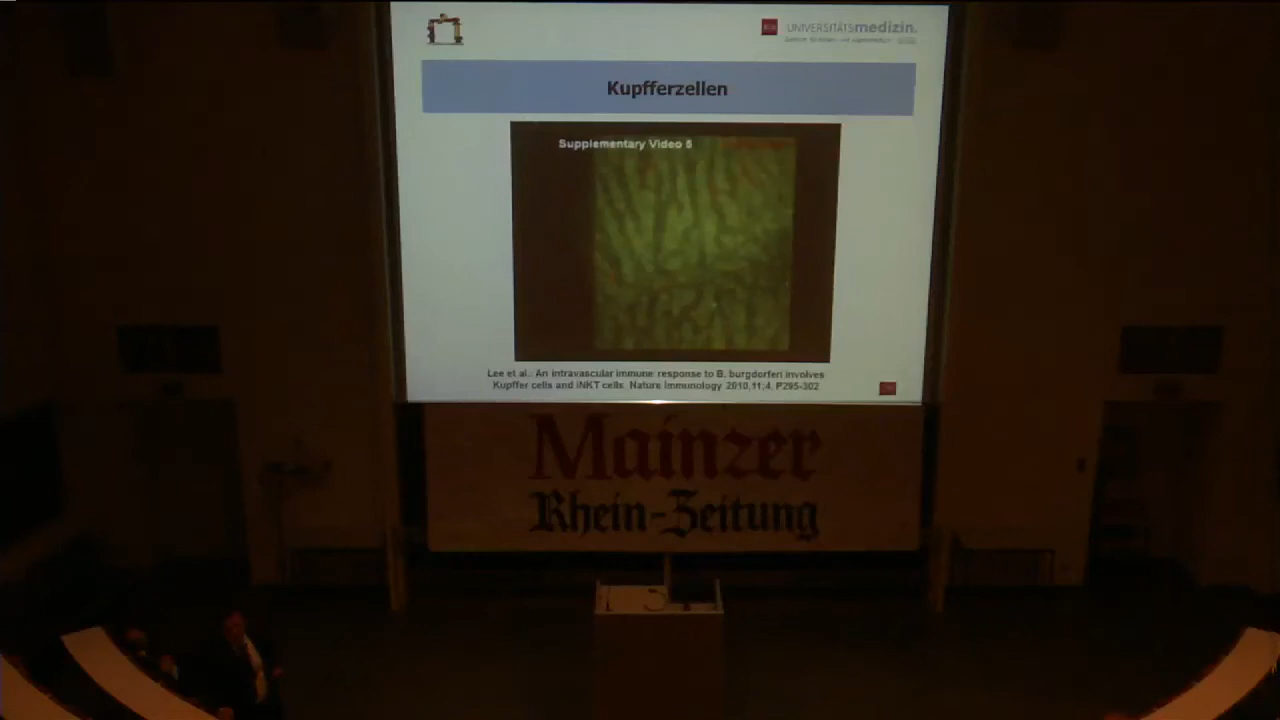 UNIVERSITÄTSmedizin.
Kupfferzellen
Supplementary Video 5
Lee et al.: An intravascular immune response to B. burgdorferi involves
Kupffer cells and iNKT cells. Nature Immunology 2010,11;4. P295-302
Mainzer
Rhein-Zeitung